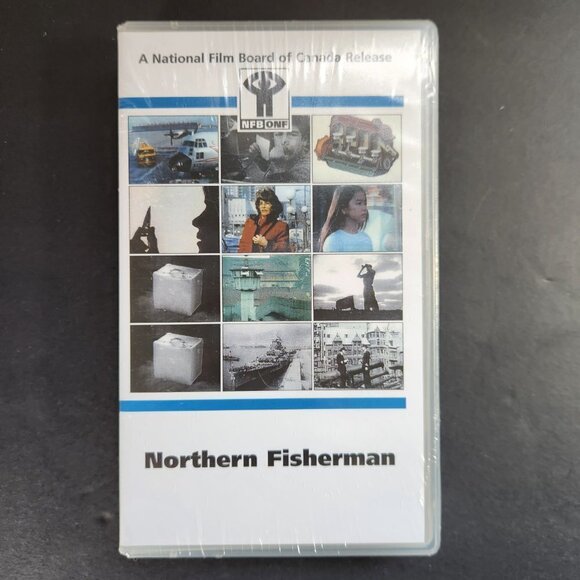 A National Film Board of Canada Release
NFB ONF
Northern Fisherman